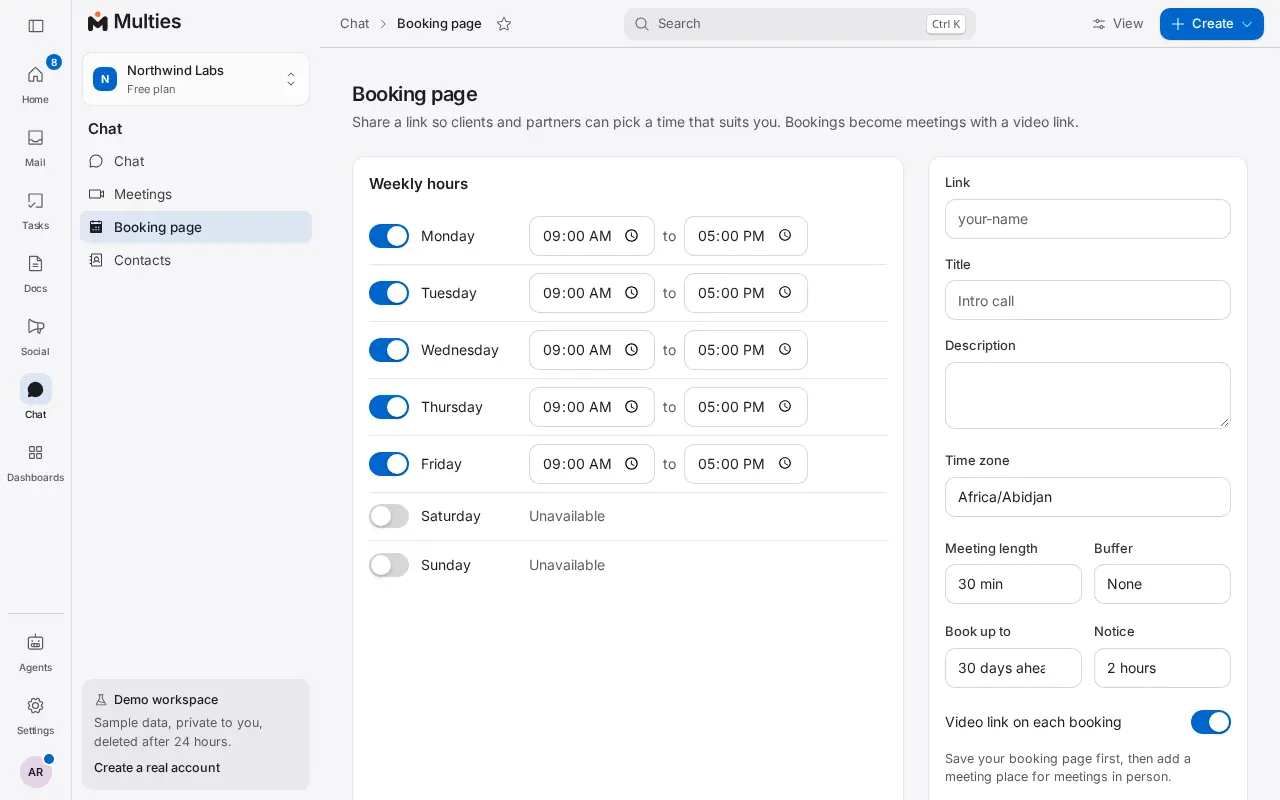 Multies
Chat
Booking page
Search
Ctrl K
View
Create
8
Home
Mail
Tasks
Docs
Social
Chat
Dashboards
Agents
Settings
AR
N
Northwind Labs
Free plan
Chat
Chat
Meetings
Booking page
Contacts
Demo workspace
Sample data, private to you,
deleted after 24 hours.
Create a real account
Booking page
Share a link so clients and partners can pick a time that suits you. Bookings become meetings with a video link.
Weekly hours
Monday 09:00 AM to 05:00 PM
Tuesday 09:00 AM to 05:00 PM
Wednesday 09:00 AM to 05:00 PM
Thursday 09:00 AM to 05:00 PM
Friday 09:00 AM to 05:00 PM
Saturday Unavailable
Sunday Unavailable
Link
your-name
Title
Intro call
Description
Time zone
Africa/Abidjan
Meeting length Buffer
30 min None
Book up to Notice
30 days ahea 2 hours
Video link on each booking
Save your booking page first, then add a
meeting place for meetings in person.